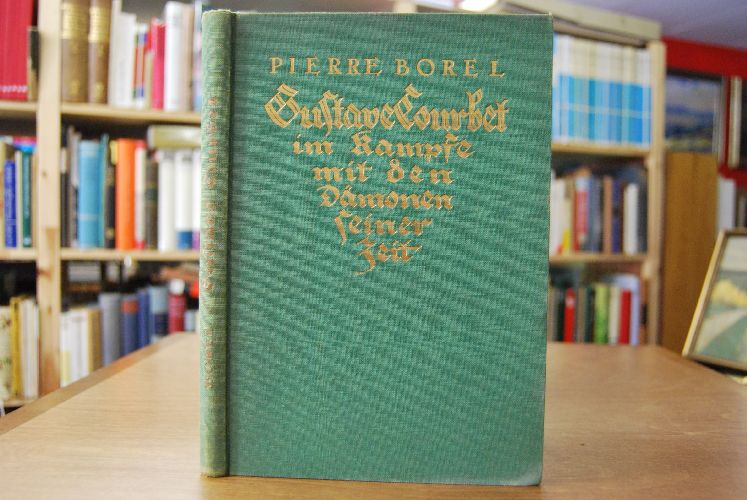 PIERRE BOREL
Gustave Courbet
im Kampfe
mit den
Dämonen
seiner
Zeit